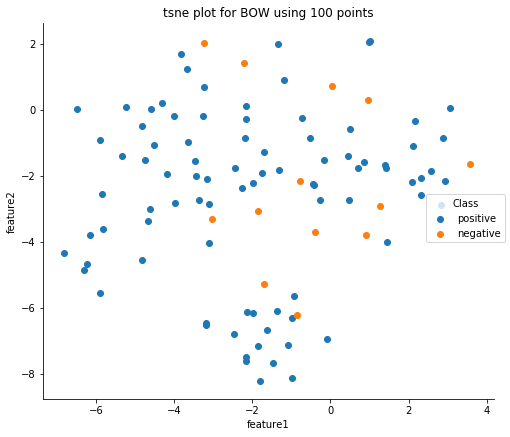 tsne plot for BOW using 100 points
2
0
−2
−4
−6
−8
feature2
Class
positive
negative
−6 −4 −2 0 2 4
feature1